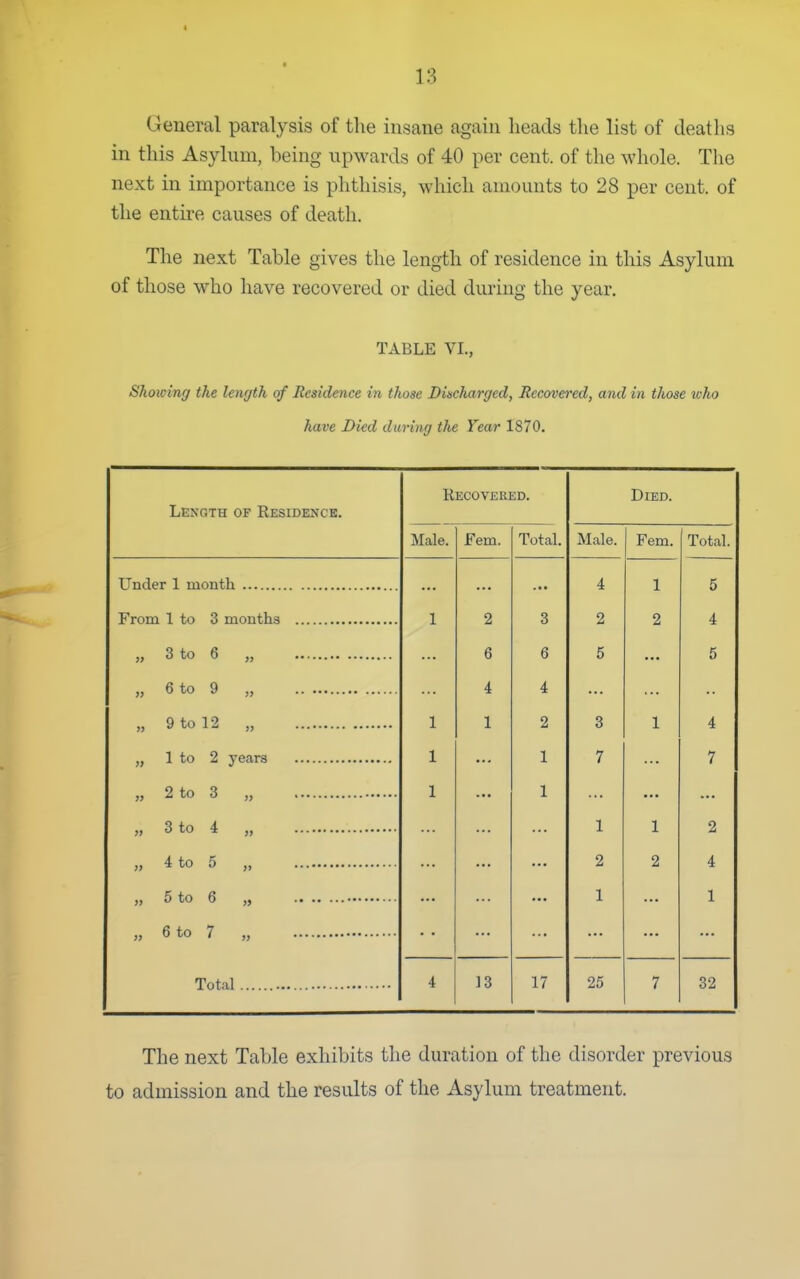 13
General paralysis of the insane again heads the list of deaths
in this Asylum, being upwards of 40 per cent. of the whole. The
next in importance is phthisis, which amounts to 28 per cent. of
the entire causes of death.
The next Table gives the length of residence in this Asylum
of those who have recovered or died during the year.
TABLE VI.,
Showing the length of Residence in those Discharged, Recovered, and in those who
have Died during the Year 1870.
Length of Residence. Recovered. Died.
Male. Fem. Total. Male. Fem. Total.
Under 1 month ... ... ... 4 1 5
From 1 to 3 months 1 2 3 2 2 4
„ 3 to 6 „ ... 6 6 5 ... 5
„ 6 to 9 „ ... 4 4 ... ... ..
„ 9 to 12 „ 1 1 2 3 1 4
„ 1 to 2 years 1 ... 1 7 ... 7
„ 2 to 3 „ 1 ... 1 ... ... ...
„ 3 to 4 „ ... ... ... 1 1 2
„ 4 to 5 „ ... ... ... 2 2 4
„ 5 to 6 „ ... ... ... 1 ... 1
„ 6 to 7 „ .. ... ... ... ... ...
Total 4 13 17 25 7 32
The next Table exhibits the duration of the disorder previous
to admission and the results of the Asylum treatment.